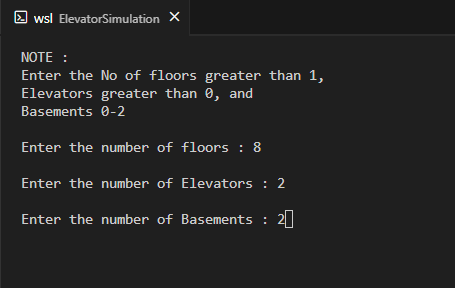 wsl ElevatorSimulation
NOTE :
Enter the No of floors greater than 1,
Elevators greater than 0, and
Basements 0-2
Enter the number of floors : 8
Enter the number of Elevators : 2
Enter the number of Basements : 2